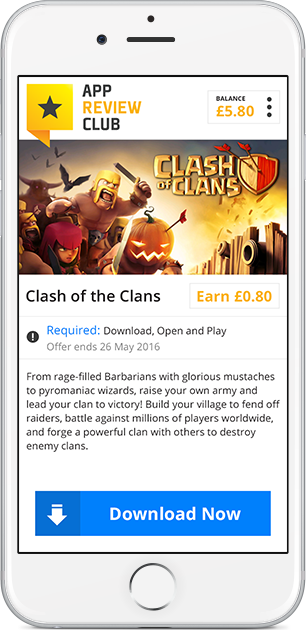 APP
REVIEW
CLUB
BALANCE
£5.80
CLASH
OF CLANS
Clash of the Clans
Earn £0.80
Required: Download, Open and Play
Offer ends 26 May 2016
From rage-filled Barbarians with glorious mustaches
to pyromaniac wizards, raise your own army and
lead your clan to victory! Build your village to fend off
raiders, battle against millions of players worldwide,
and forge a powerful clan with others to destroy
enemy clans.
Download Now